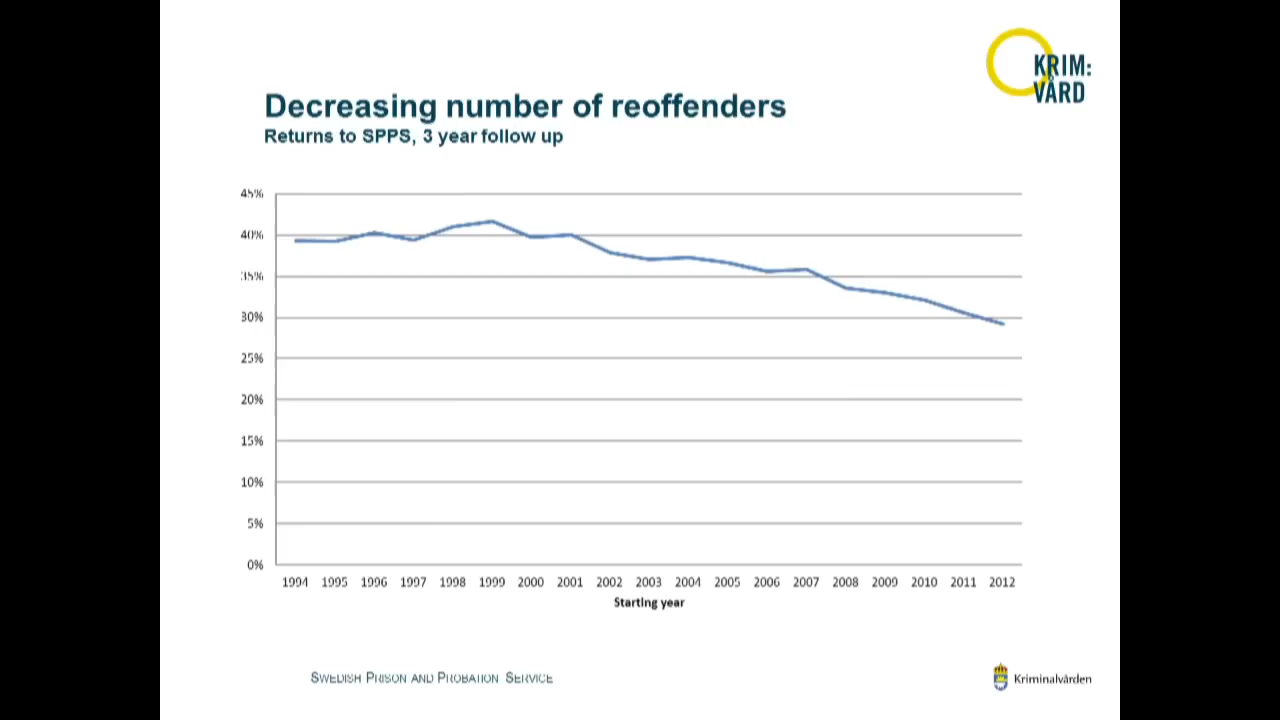 KRIM:
VÅRD
Decreasing number of reoffenders
Returns to SPPS, 3 year follow up
45%
40%
35%
30%
25%
20%
15%
10%
5%
0%
1994 1995 1996 1997 1998 1999 2000 2001 2002 2003 2004 2005 2006 2007 2008 2009 2010 2011 2012
Starting year
SWEDISH PRISON AND PROBATION SERVICE
Kriminalvården